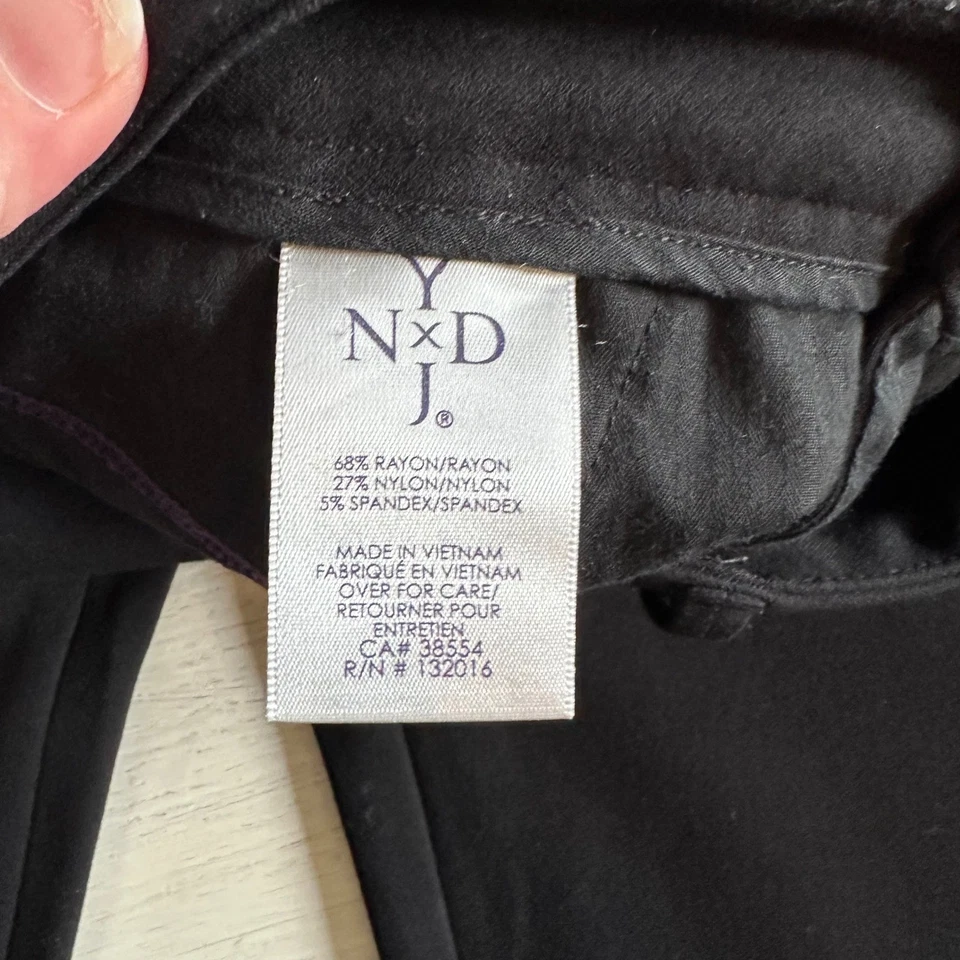 Y
N x D
J®
68% RAYON/RAYON
27% NYLON/NYLON
5% SPANDEX/SPANDEX
MADE IN VIETNAM
FABRIQUÉ EN VIETNAM
OVER FOR CARE/
RETOURNER POUR
ENTRETIEN
CA# 38554
R/N # 132016